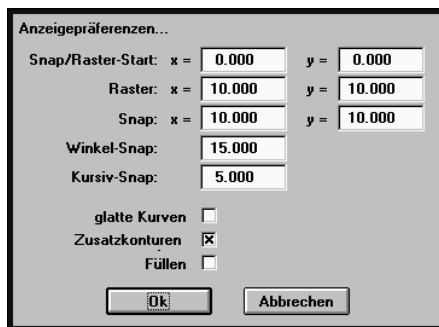 Anzeigepräferenzen...
Snap/Raster-Start: x = 0.000 y = 0.000
Raster: x = 10.000 y = 10.000
Snap: x = 10.000 y = 10.000
Winkel-Snap: 15.000
Kursiv-Snap: 5.000
glatte Kurven
Zusatzkonturen
Füllen
Ok Abbrechen